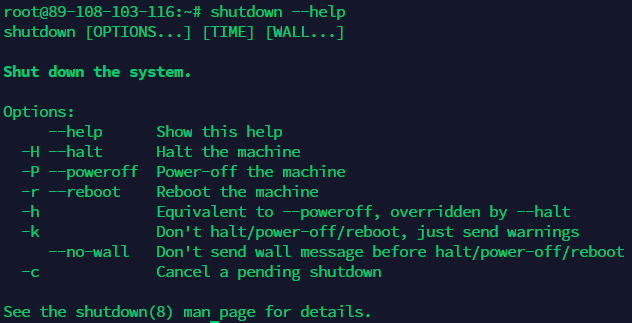 root@89-108-103-116:~# shutdown --help
shutdown [OPTIONS...] [TIME] [WALL...]
Shut down the system.
Options:
--help Show this help
-H --halt Halt the machine
-P --poweroff Power-off the machine
-r --reboot Reboot the machine
-h Equivalent to --poweroff, overridden by --halt
-k Don't halt/power-off/reboot, just send warnings
--no-wall Don't send wall message before halt/power-off/reboot
-c Cancel a pending shutdown
See the shutdown(8) man page for details.